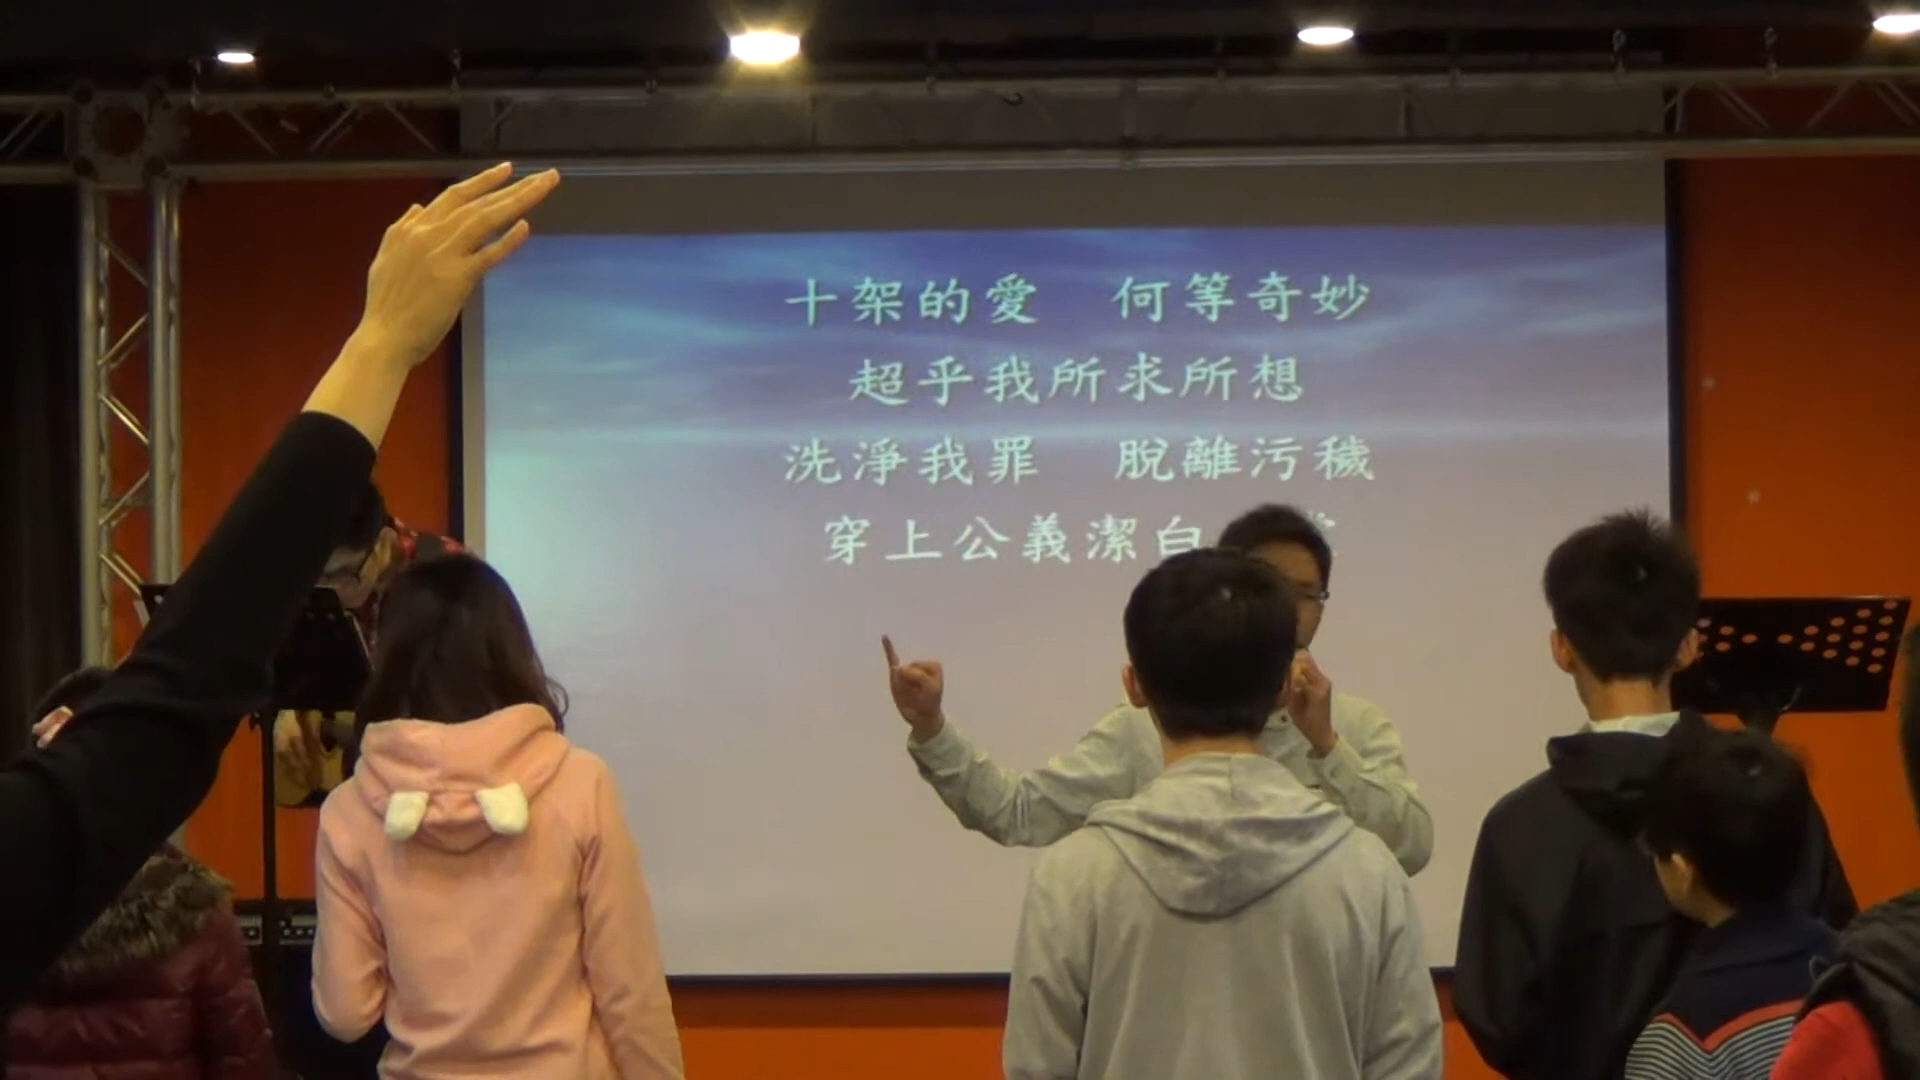 十架的愛　何等奇妙
超乎我所求所想
洗淨我罪　脫離污穢
穿上公義潔白